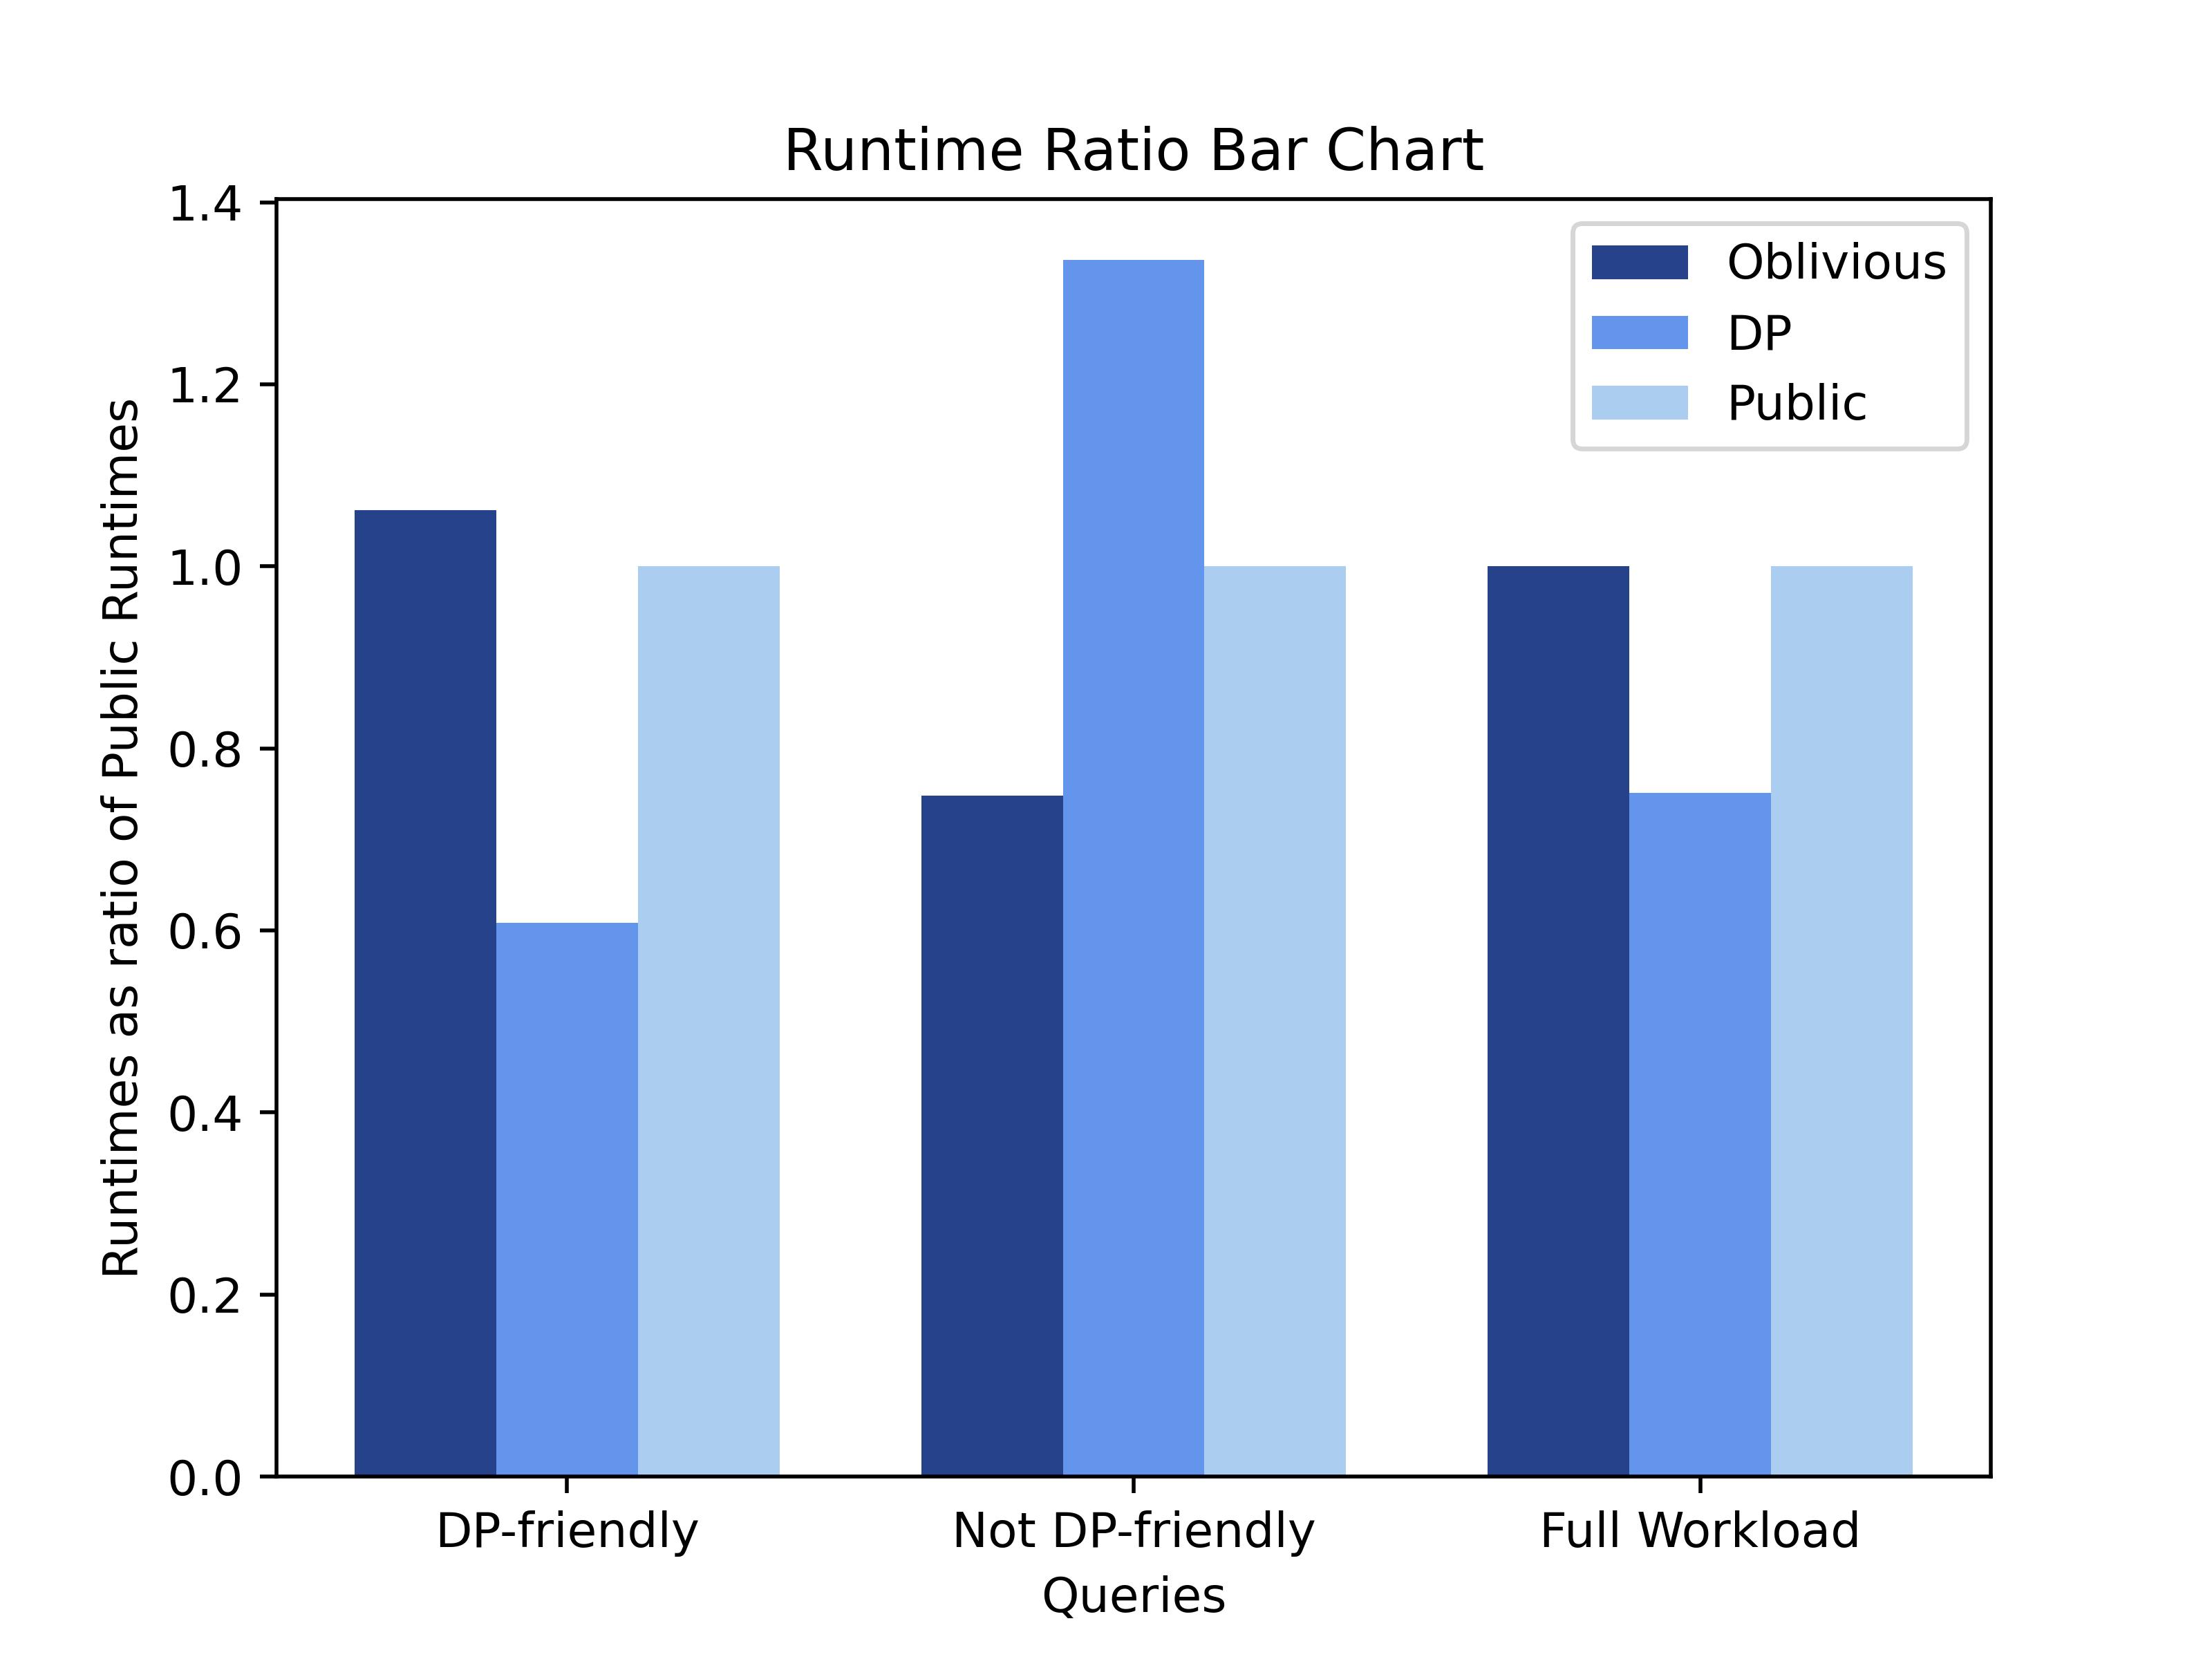 Runtime Ratio Bar Chart
Runtimes as ratio of Public Runtimes
1.4
1.2
1.0
0.8
0.6
0.4
0.2
0.0
Oblivious
DP
Public
DP-friendly
Not DP-friendly
Full Workload
Queries